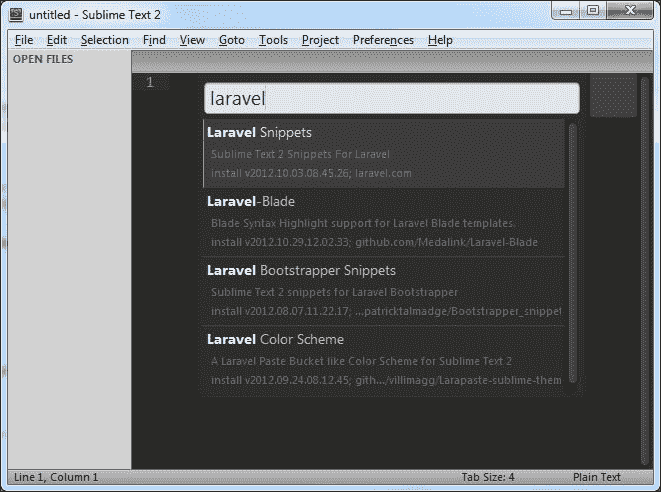 untitled - Sublime Text 2
File Edit Selection Find View Goto Tools Project Preferences Help
OPEN FILES
1
laravel
Laravel Snippets
Sublime Text 2 Snippets For Laravel
install v2012.10.03.08.45.26; laravel.com
Laravel-Blade
Blade Syntax Highlight support for Laravel Blade templates.
install v2012.10.29.12.02.33; github.com/Medalink/Laravel-Blade
Laravel Bootstrapper Snippets
Sublime Text 2 snippets for Laravel Bootstrapper
install v2012.08.07.11.22.17; ...patricktalmadge/Bootstrapper_snippet
Laravel Color Scheme
A Laravel Paste Bucket like Color Scheme for Sublime Text 2
install v2012.09.24.08.12.45; gith.../villimagg/Larapaste-sublime-them
Line 1, Column 1 Tab Size: 4 Plain Text